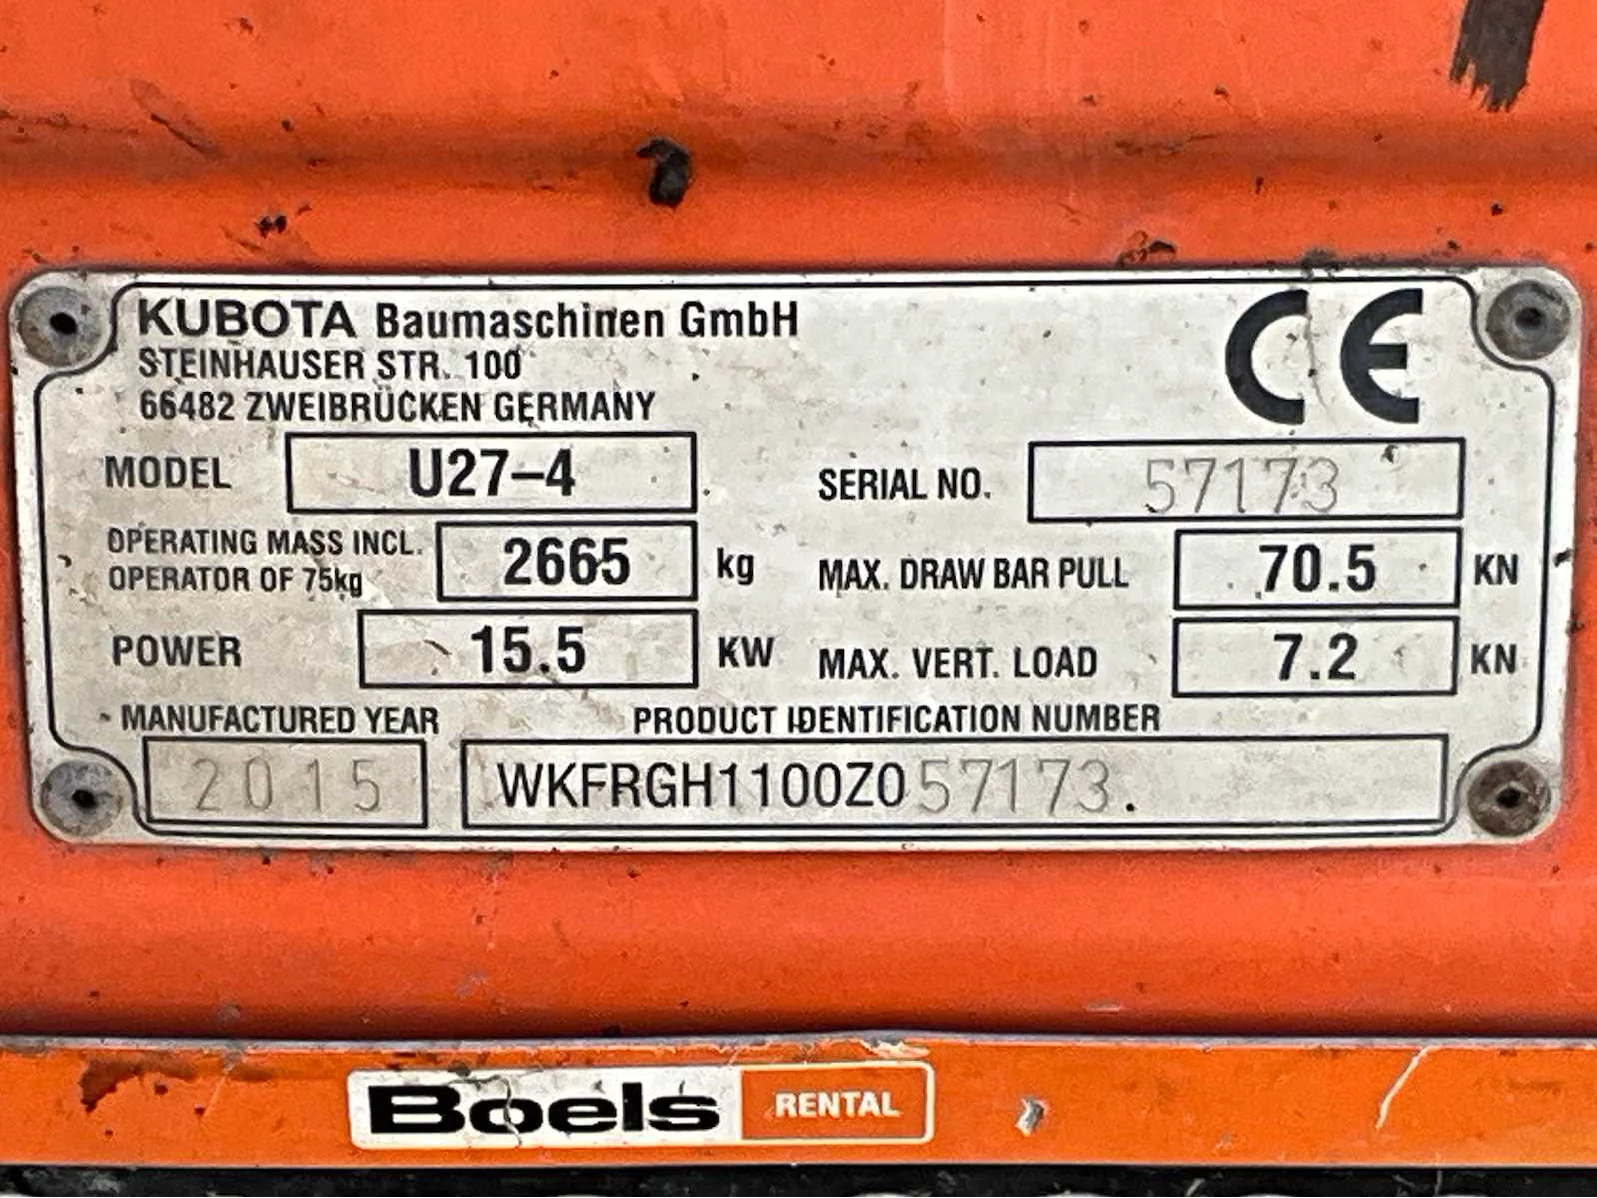 KUBOTA Baumaschinen GmbH
STEINHAUSER STR. 100
66482 ZWEIBRÜCKEN GERMANY
CE
MODEL U27-4
SERIAL NO. 57173
OPERATING MASS INCL.
OPERATOR OF 75kg 2665 kg
MAX. DRAW BAR PULL 70.5 KN
POWER 15.5 KW
MAX. VERT. LOAD 7.2 KN
MANUFACTURED YEAR
2015
PRODUCT IDENTIFICATION NUMBER
WKFRGH1100Z057173.
Boels RENTAL